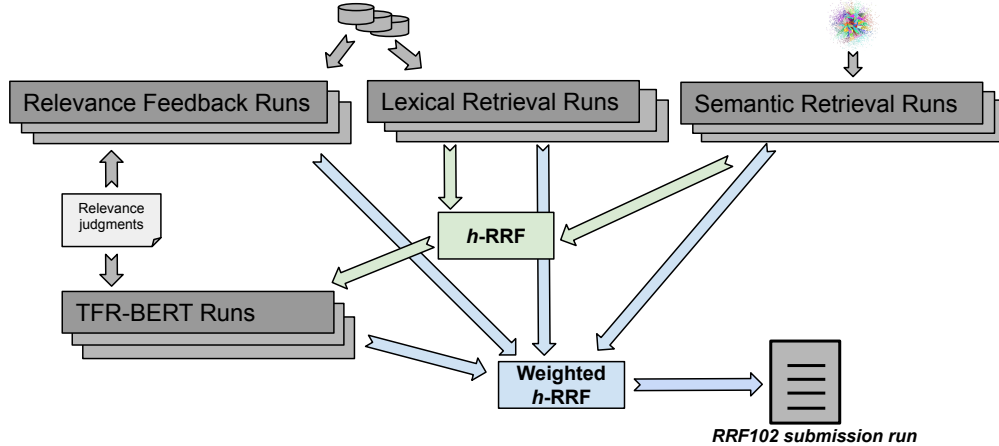 Relevance Feedback Runs
Lexical Retrieval Runs
Semantic Retrieval Runs
Relevance
judgments
h-RRF
TFR-BERT Runs
Weighted
h-RRF
RRF102 submission run